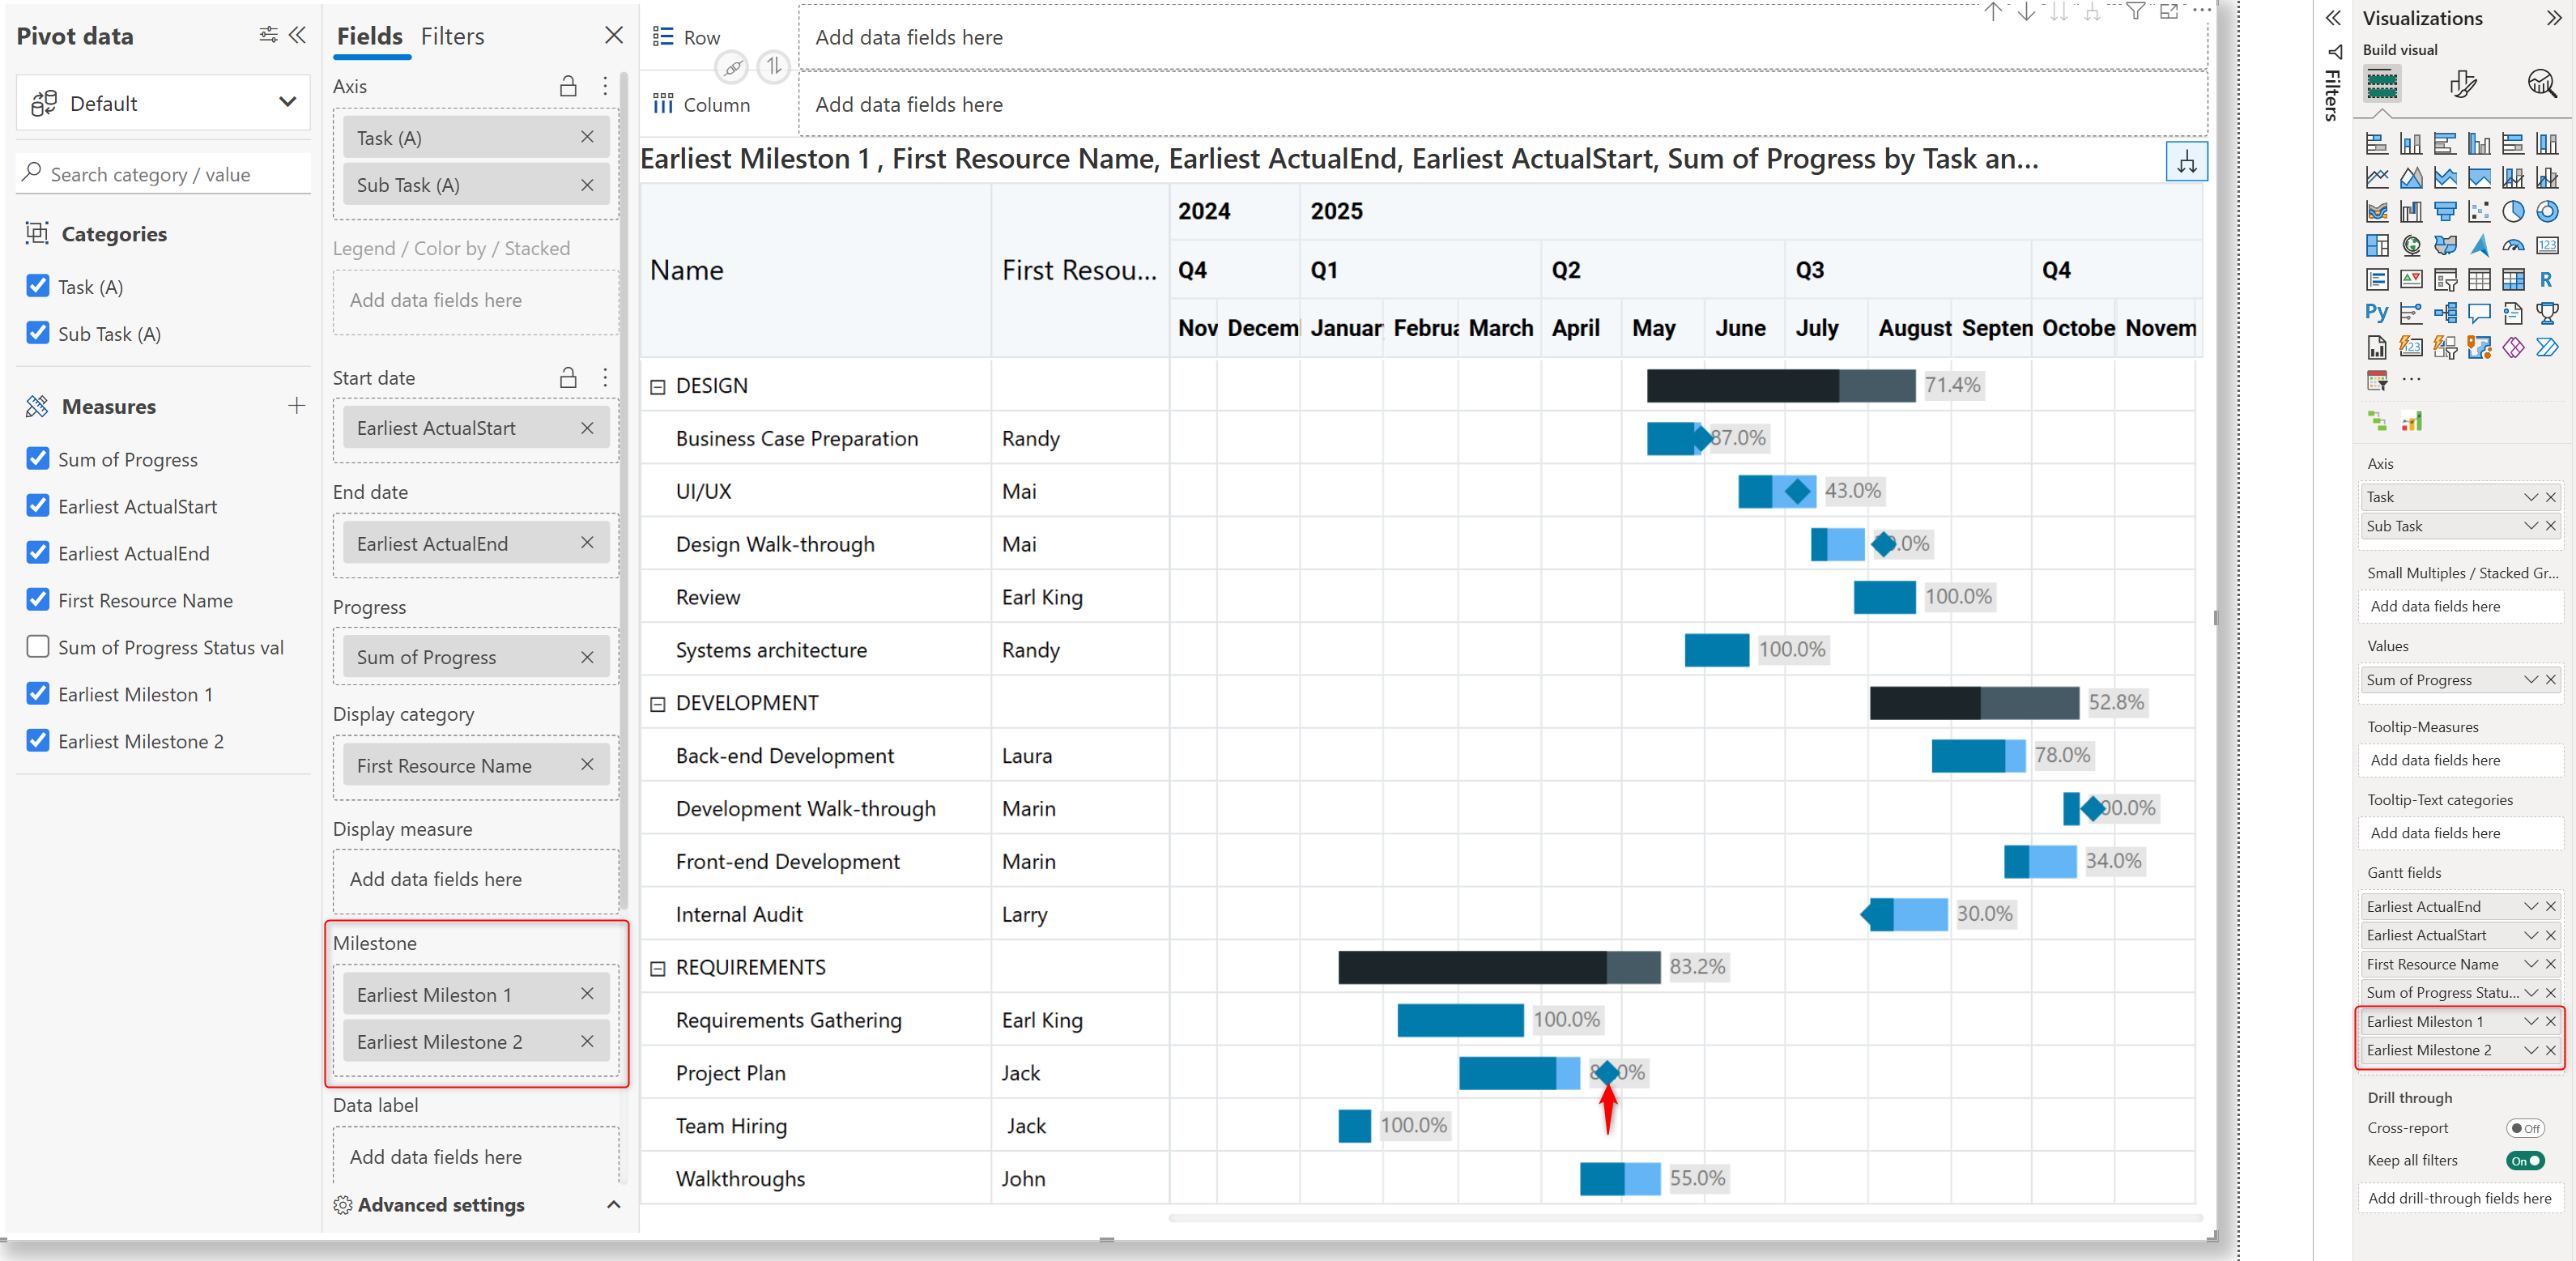 Pivot data
Default
Search category / value
Categories
Task (A)
Sub Task (A)
Measures
Sum of Progress
Earliest ActualStart
Earliest ActualEnd
First Resource Name
Sum of Progress Status val
Earliest Mileston 1
Earliest Milestone 2
Fields Filters
Axis
Task (A)
Sub Task (A)
Legend / Color by / Stacked
Add data fields here
Start date
Earliest ActualStart
End date
Earliest ActualEnd
Progress
Sum of Progress
Display category
First Resource Name
Display measure
Add data fields here
Milestone
Earliest Mileston 1
Earliest Milestone 2
Data label
Add data fields here
Advanced settings
Row Add data fields here
Column Add data fields here
Earliest Mileston 1 , First Resource Name, Earliest ActualEnd, Earliest ActualStart, Sum of Progress by Task an...
Name First Resou...
2024 2025
Q4 Q1 Q2 Q3 Q4
Nov Decem Januar Februa March April May June July August Septen Octobe Novem
DESIGN 71.4%
Business Case Preparation Randy 87.0%
UI/UX Mai 43.0%
Design Walk-through Mai .0%
Review Earl King 100.0%
Systems architecture Randy 100.0%
DEVELOPMENT 52.8%
Back-end Development Laura 78.0%
Development Walk-through Marin 00.0%
Front-end Development Marin 34.0%
Internal Audit Larry 30.0%
REQUIREMENTS 83.2%
Requirements Gathering Earl King 100.0%
Project Plan Jack 0%
Team Hiring Jack 100.0%
Walkthroughs John 55.0%
Filters
Visualizations
Build visual
123
R
Py
123
Axis
Task
Sub Task
Small Multiples / Stacked Gr...
Add data fields here
Values
Sum of Progress
Tooltip-Measures
Add data fields here
Tooltip-Text categories
Add data fields here
Gantt fields
Earliest ActualEnd
Earliest ActualStart
First Resource Name
Sum of Progress Statu...
Earliest Mileston 1
Earliest Milestone 2
Drill through
Cross-report Off
Keep all filters On
Add drill-through fields here